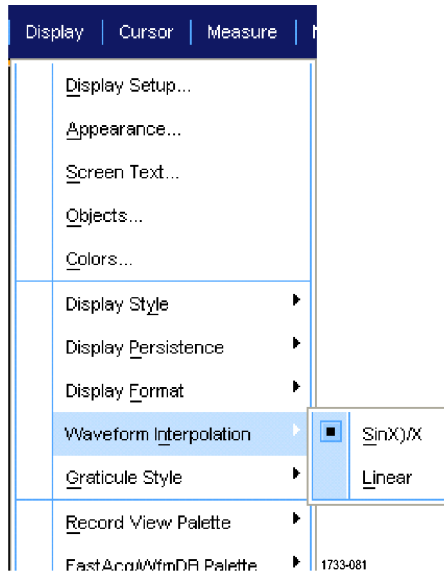 Display Cursor Measure
Display Setup...
Appearance...
Screen Text...
Objects...
Colors...
Display Style
Display Persistence
Display Format
Waveform Interpolation
SinX)/X
Graticule Style
Linear
Record View Palette
FastAcq/WfmDB Palette
1733-081